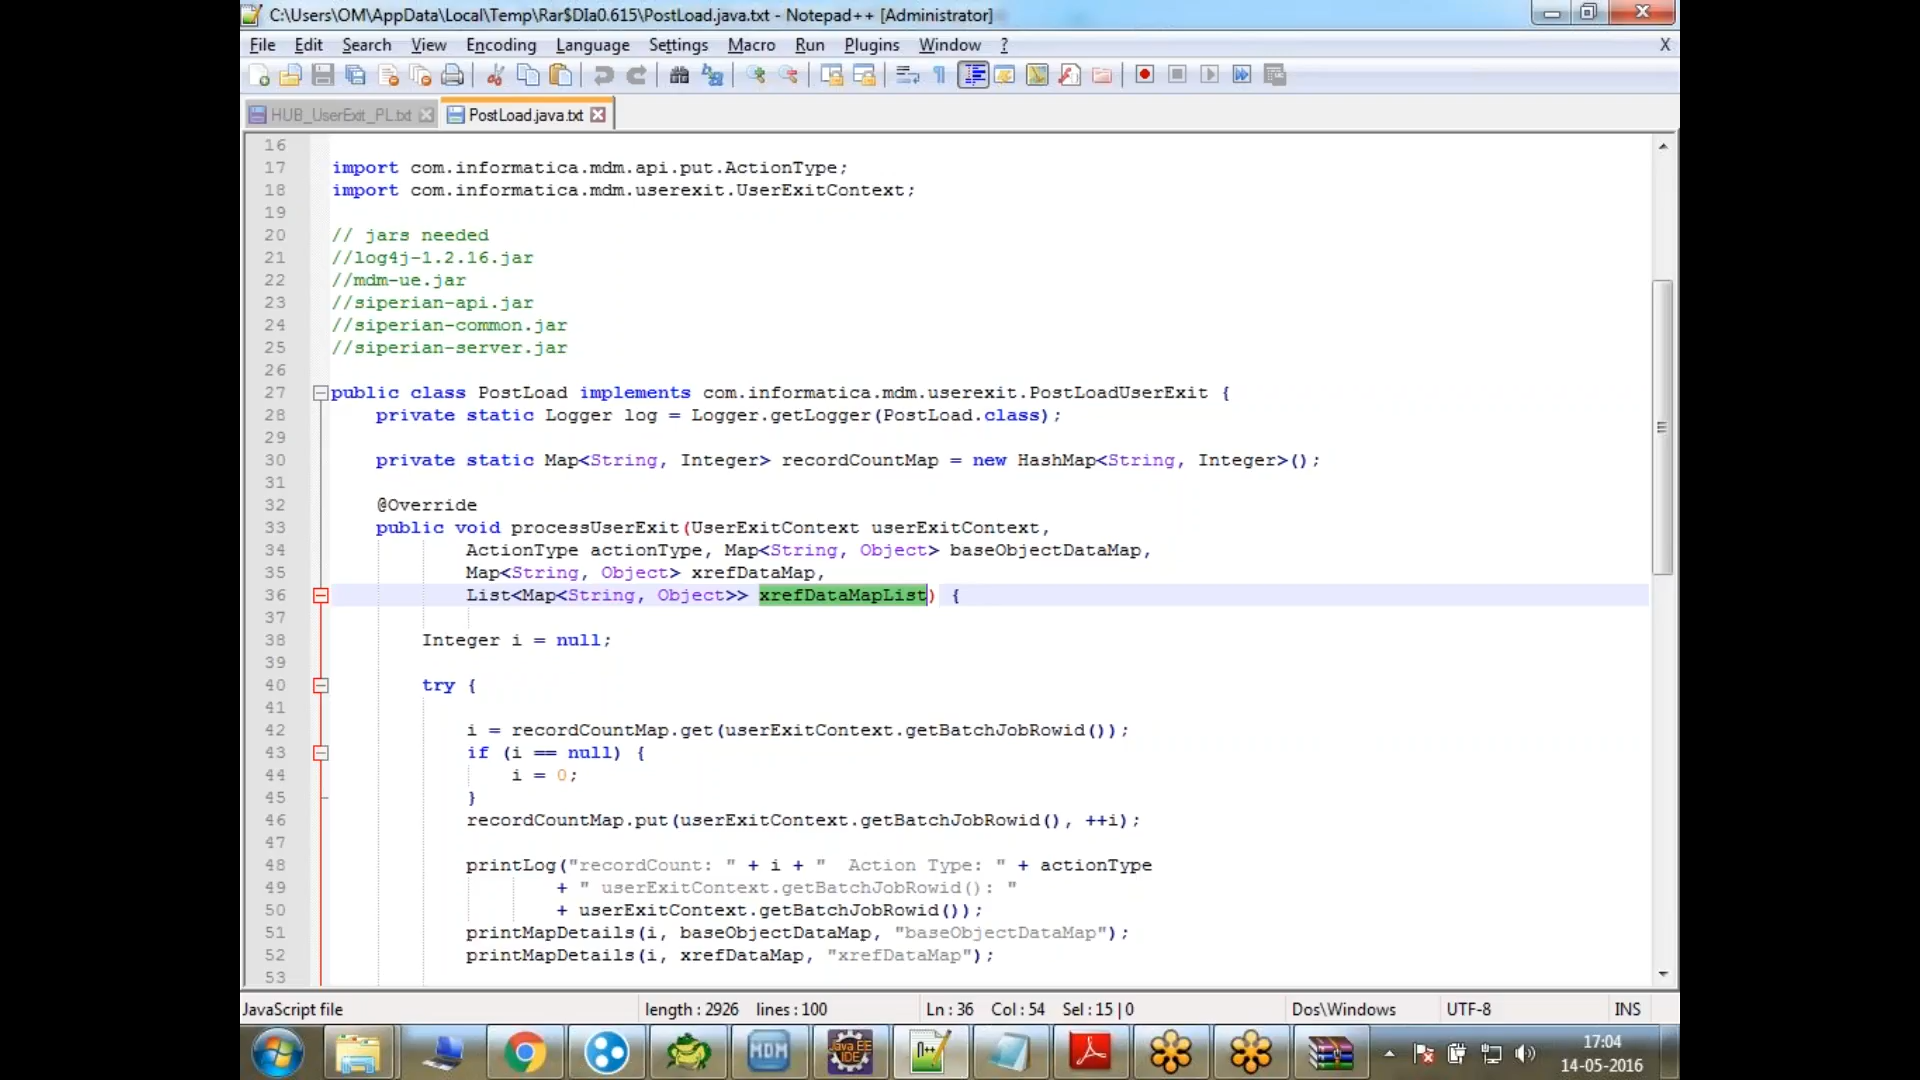 C:\Users\OM\AppData\Local\Temp\Rar$DIa0.615\PostLoad.java.txt - Notepad++ [Administrator]
File Edit Search View Encoding Language Settings Macro Run Plugins Window ? X
HUB_UserExit_PL.txt PostLoad.java.txt
16
17 import com.informatica.mdm.api.put.ActionType;
18 import com.informatica.mdm.userexit.UserExitContext;
19
20 // jars needed
21 //log4j-1.2.16.jar
22 //mdm-ue.jar
23 //siperian-api.jar
24 //siperian-common.jar
25 //siperian-server.jar
26
27 public class PostLoad implements com.informatica.mdm.userexit.PostLoadUserExit {
28 private static Logger log = Logger.getLogger(PostLoad.class);
29
30 private static Map<String, Integer> recordCountMap = new HashMap<String, Integer>();
31
32 @Override
33 public void processUserExit(UserExitContext userExitContext,
34 ActionType actionType, Map<String, Object> baseObjectDataMap,
35 Map<String, Object> xrefDataMap,
36 List<Map<String, Object>> xrefDataMapList) {
37
38 Integer i = null;
39
40 try {
41
42 i = recordCountMap.get(userExitContext.getBatchJobRowid());
43 if (i == null) {
44 i = 0;
45 }
46 recordCountMap.put(userExitContext.getBatchJobRowid(), ++i);
47
48 printLog("recordCount: " + i + "  Action Type: " + actionType
49 + " userExitContext.getBatchJobRowid(): "
50 + userExitContext.getBatchJobRowid());
51 printMapDetails(i, baseObjectDataMap, "baseObjectDataMap");
52 printMapDetails(i, xrefDataMap, "xrefDataMap");
53
JavaScript file length : 2926 lines : 100 Ln : 36 Col : 54 Sel : 15 | 0 Dos\Windows UTF-8 INS
MDM
Java EE
IDE
N++
17:04
14-05-2016